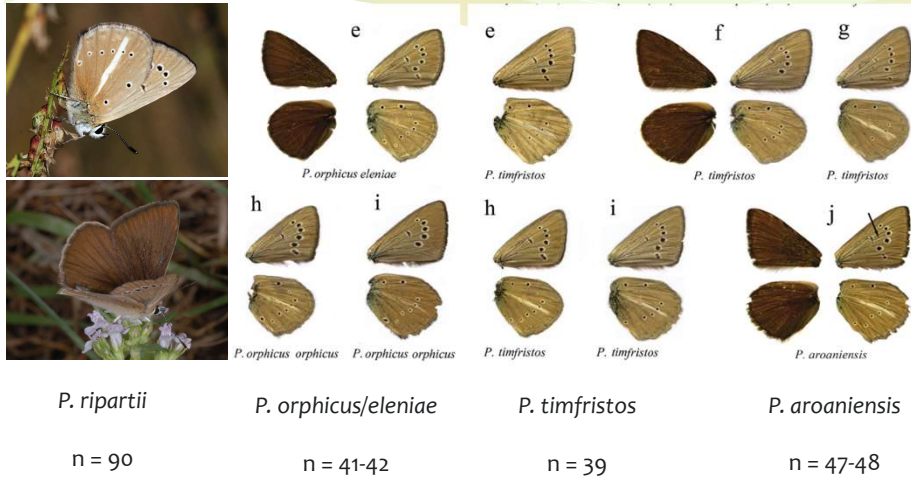 e e f g
P. orphicus eleniae P. timfristos P. timfristos P. timfristos
h i h i j
P. orphicus orphicus P. orphicus orphicus P. timfristos P. timfristos P. aroaniensis
P. ripartii P. orphicus/eleniae P. timfristos P. aroaniensis
n = 90 n = 41-42 n = 39 n = 47-48